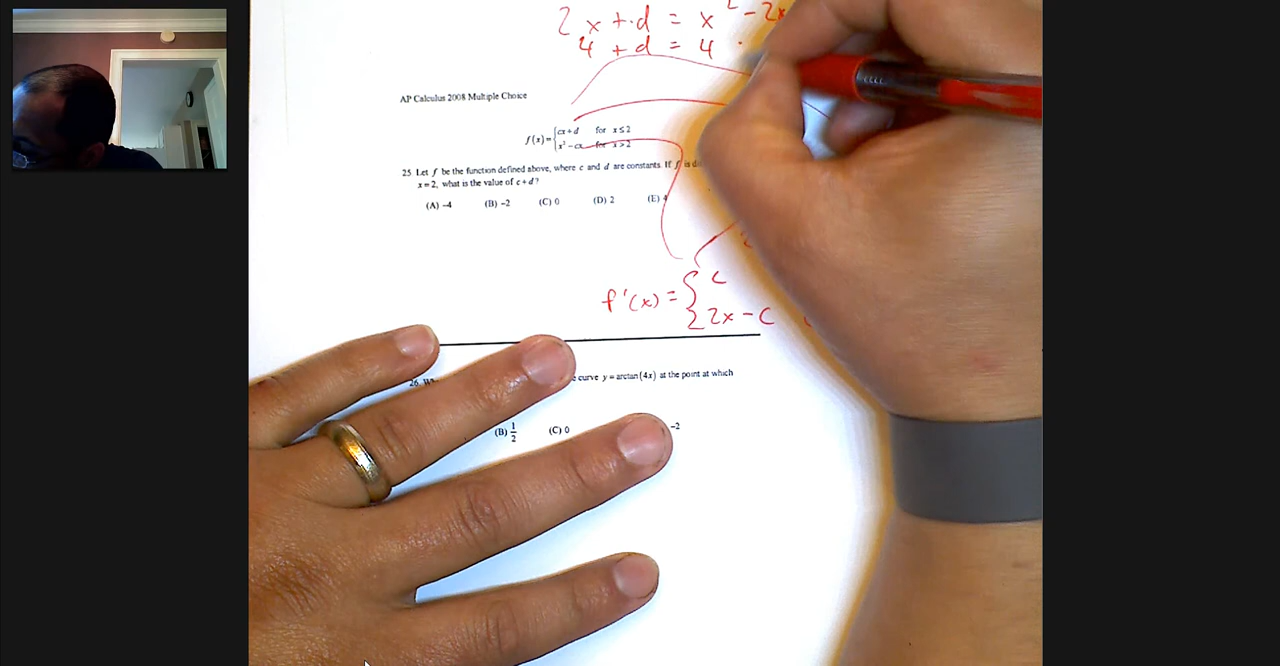 2x + d = x² - 2x
4 + d = 4
AP Calculus 2008 Multiple Choice
f(x)={cx+d for x≤2
x²-cx for x>2
25. Let f be the function defined above, where c and d are constants. If f is
x=2, what is the value of c+d?
(A) -4 (B) -2 (C) 0 (D) 2 (E) 4
f'(x) = { c
2x - c
26. curve y = arctan(4x) at the point at which
(B) 1/2 (C) 0 -2